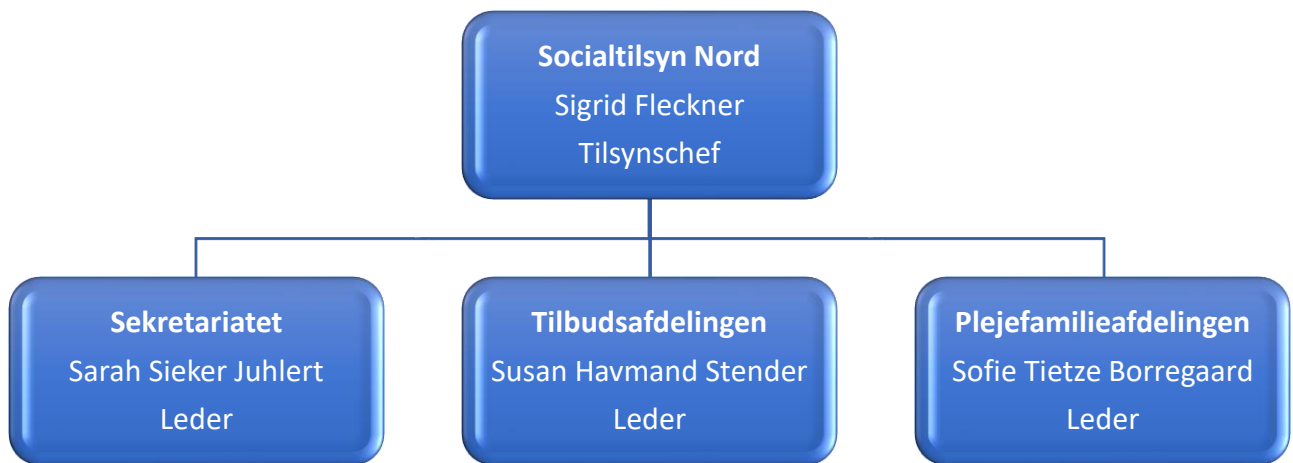 Socialtilsyn Nord
Sigrid Fleckner
Tilsynschef
Sekretariatet
Sarah Sieker Juhlert
Leder
Tilbudsafdelingen
Susan Havmand Stender
Leder
Plejefamilieafdelingen
Sofie Tietze Borregaard
Leder